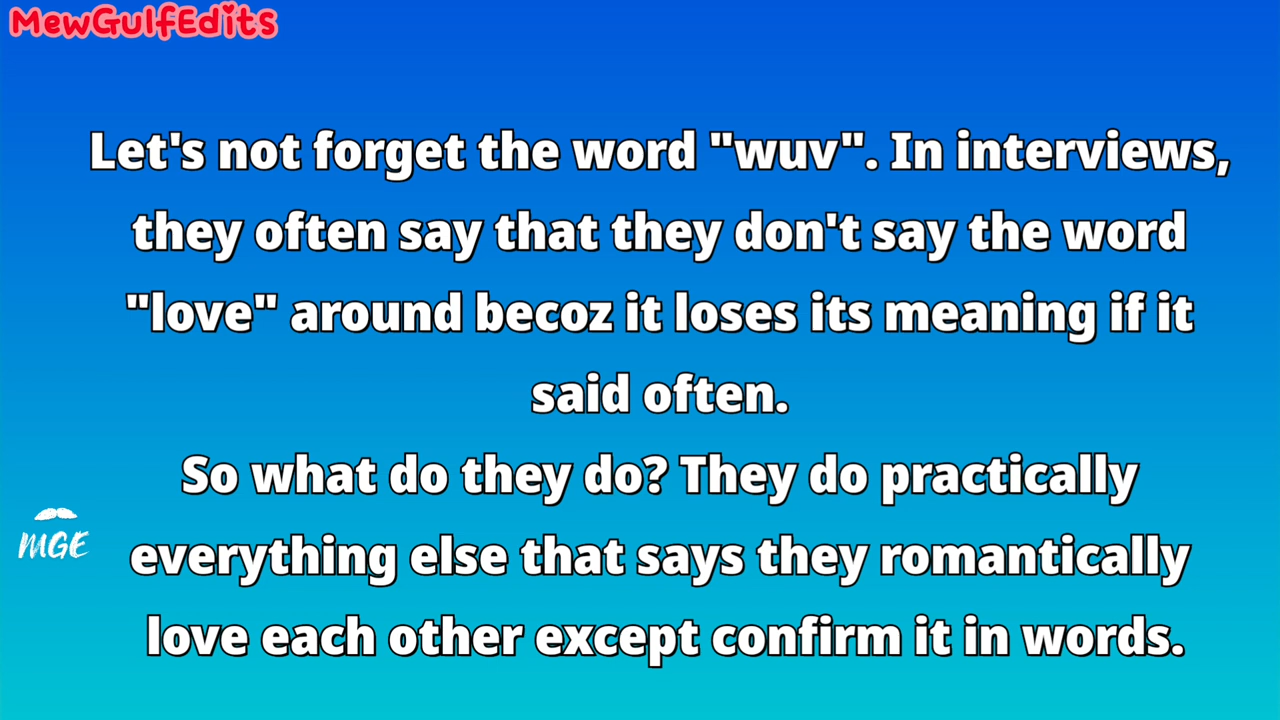 MewGulfEdits
Let's not forget the word "wuv". In interviews,
they often say that they don't say the word
"love" around becoz it loses its meaning if it
said often.
So what do they do? They do practically
everything else that says they romantically
love each other except confirm it in words.
MGE